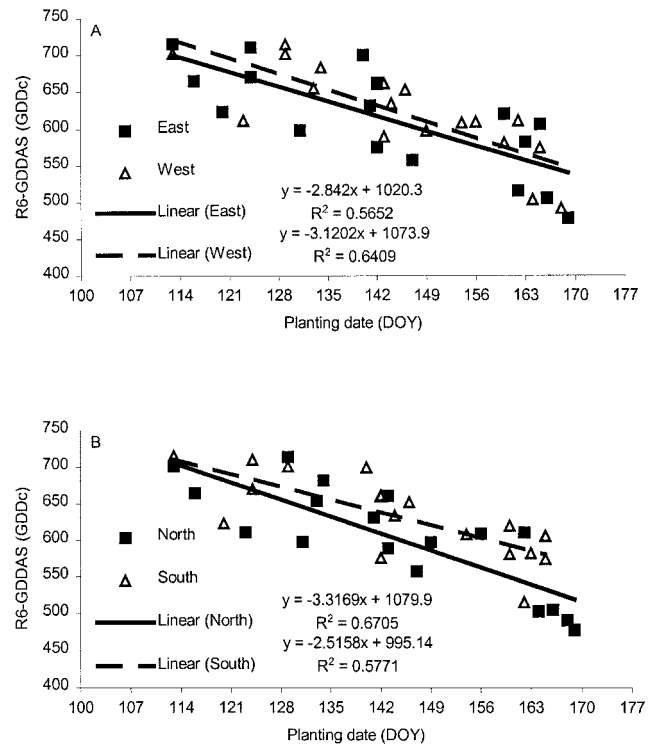 A
750
700
650
600
550
500
450
400
R6-GDDAS (GDDc)
East
West
Linear (East)
Linear (West)
y = -2.842x + 1020.3
R² = 0.5652
y = -3.1202x + 1073.9
R² = 0.6409
100 107 114 121 128 135 142 149 156 163 170 177
Planting date (DOY)
B
750
700
650
600
550
500
450
400
R6-GDDAS (GDDc)
North
South
Linear (North)
Linear (South)
y = -3.3169x + 1079.9
R² = 0.6705
y = -2.5158x + 995.14
R² = 0.5771
100 107 114 121 128 135 142 149 156 163 170 177
Planting date (DOY)